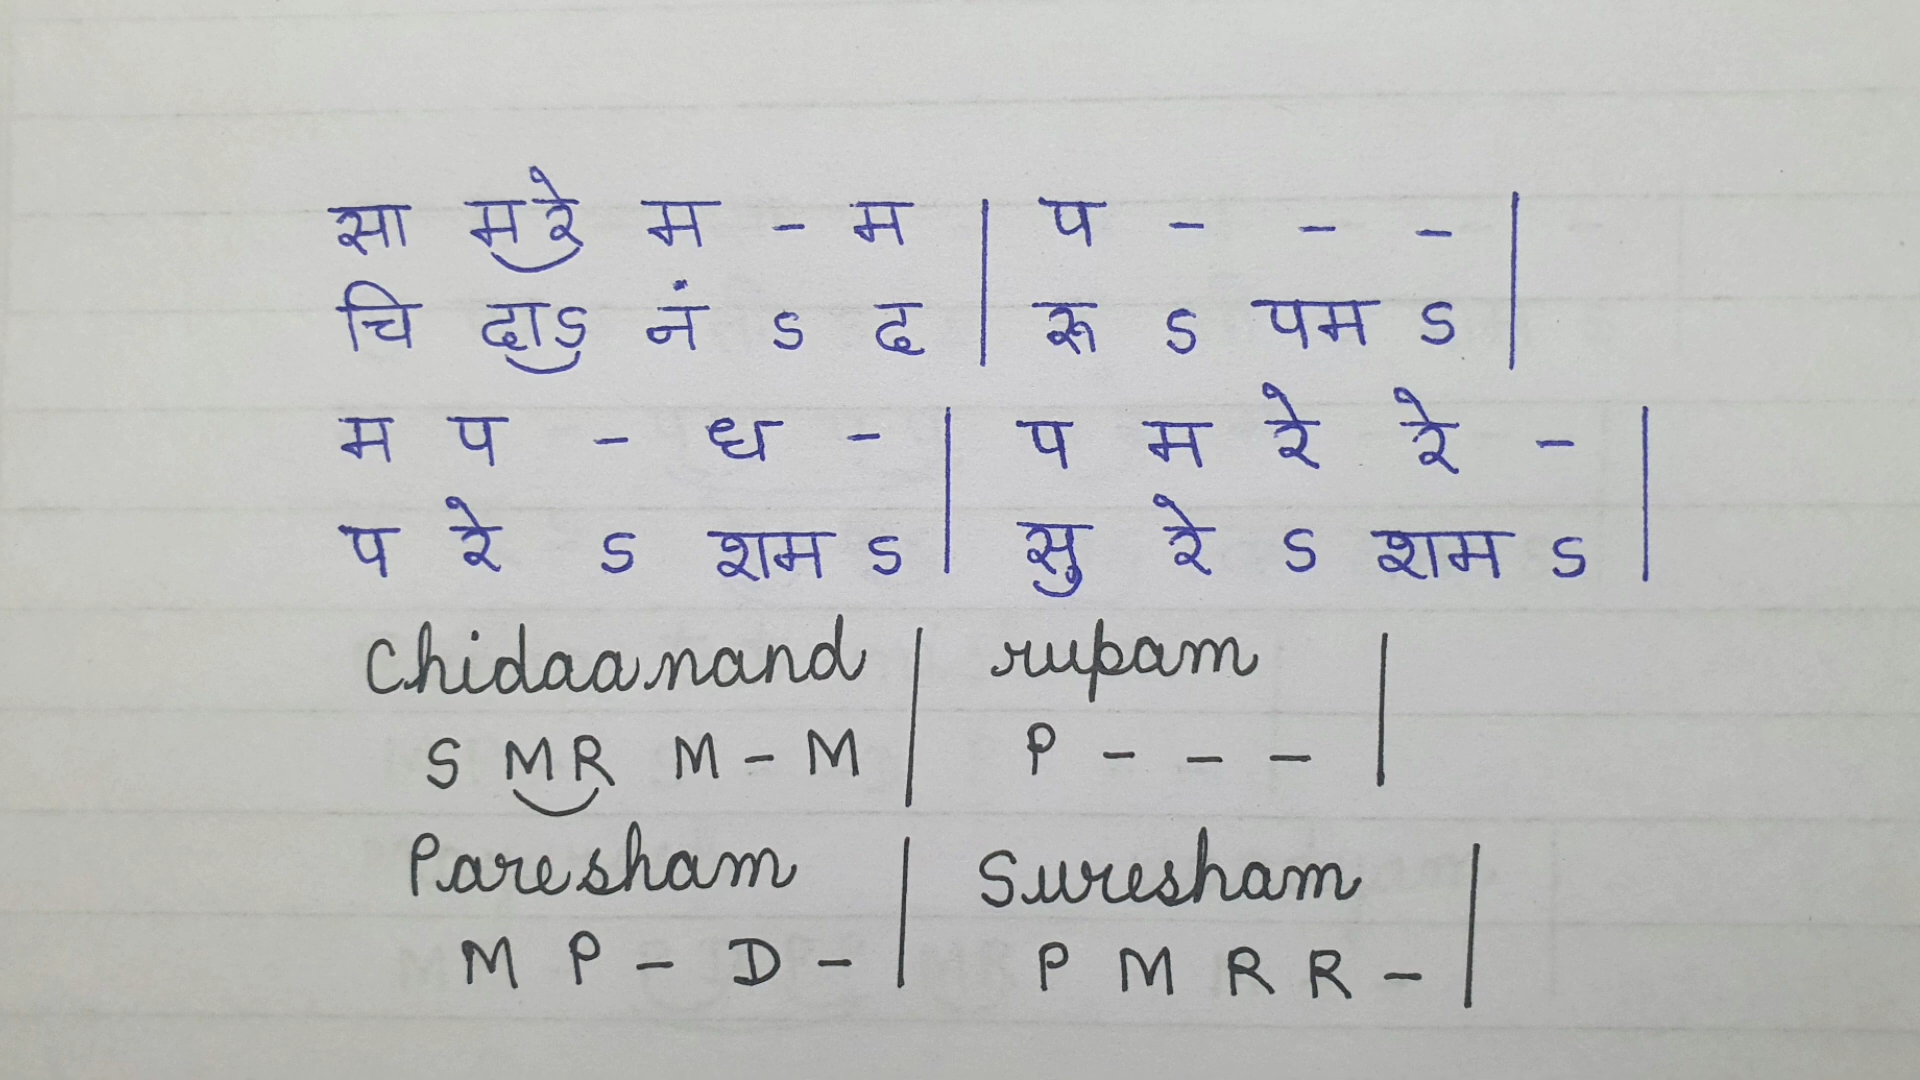 सा मरे म - म | प - - - |
चि दाऽ नं ऽ द | रू ऽ पम ऽ |
म प - ध - | प म रे रे - |
प रे ऽ शम ऽ | सु रे ऽ शम ऽ |
Chidaanand | rupam |
S MR M - M | P - - - |
Paresham | Suresham |
M P - D - | P M R R - |